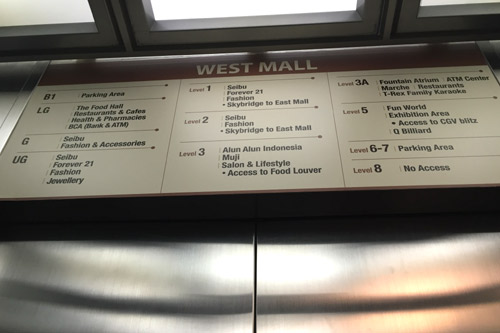 WEST MALL
B1 Parking Area
LG The Food Hall
Restaurants & Cafes
Health & Pharmacies
BCA (Bank & ATM)
G Seibu
Fashion & Accessories
UG Seibu
Forever 21
Fashion
Jewellery
Level 1 Seibu
Forever 21
Fashion
• Skybridge to East Mall
Level 2 Seibu
Fashion
• Skybridge to East Mall
Level 3 Alun Alun Indonesia
Muji
Salon & Lifestyle
• Access to Food Louver
Level 3A Fountain Atrium ATM Center
Marche Restaurants
T-Rex Family Karaoke
Level 5 Fun World
Exhibition Area
• Access to CGV blitz
Q Billiard
Level 6-7 Parking Area
Level 8 No Access